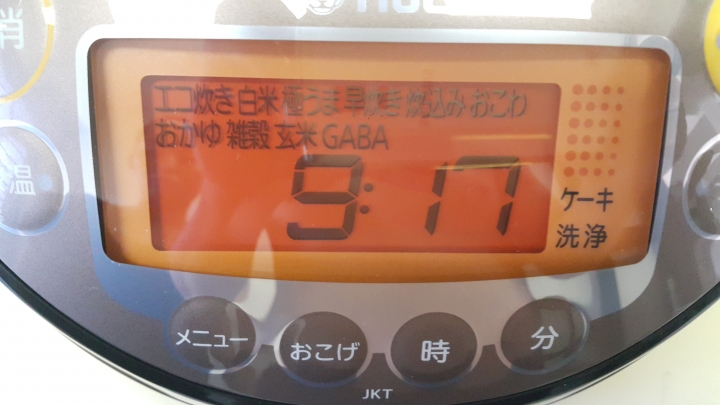 消
エコ炊き 白米 極うま 早炊き 炊込み おこわ
おかゆ 雑穀 玄米 GABA
9:17
ケーキ
洗浄
温
メニュー おこげ 時 分
JKT